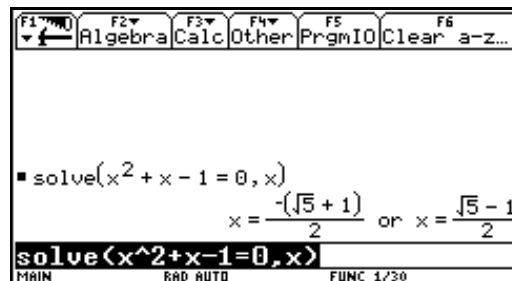 F1 F2 F3 F4 F5 F6
Algebra Calc Other PrgmIO Clear a-z…
▪ solve(x² + x - 1 = 0, x)
x = -(√5 + 1)/2 or x = (√5 - 1)/2
solve(x^2+x-1=0,x)
MAIN RAD AUTO FUNC 1/30